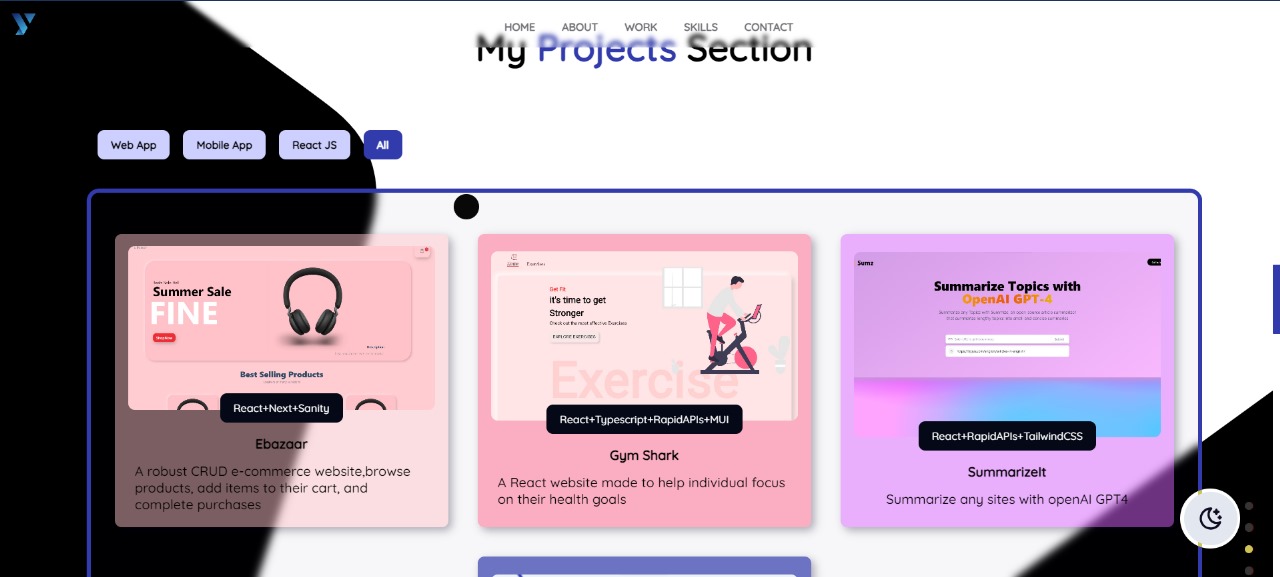 HOME ABOUT WORK SKILLS CONTACT
My Projects Section
Web App Mobile App React JS All
Summer Sale
FINE
Best Selling Products
React+Next+Sanity
Ebazaar
A robust CRUD e-commerce website,browse
products, add items to their cart, and
complete purchases
Exercises
Get Fit
It's time to get
Stronger
Check out the most effective Exercises
EXPLORE EXERCISES
Exercise
React+Typescript+RapidAPIs+MUI
Gym Shark
A React website made to help individual focus
on their health goals
Sumz
Summarize Topics with
OpenAI GPT-4
React+RapidAPIs+TailwindCSS
SummarizeIt
Summarize any sites with openAI GPT4